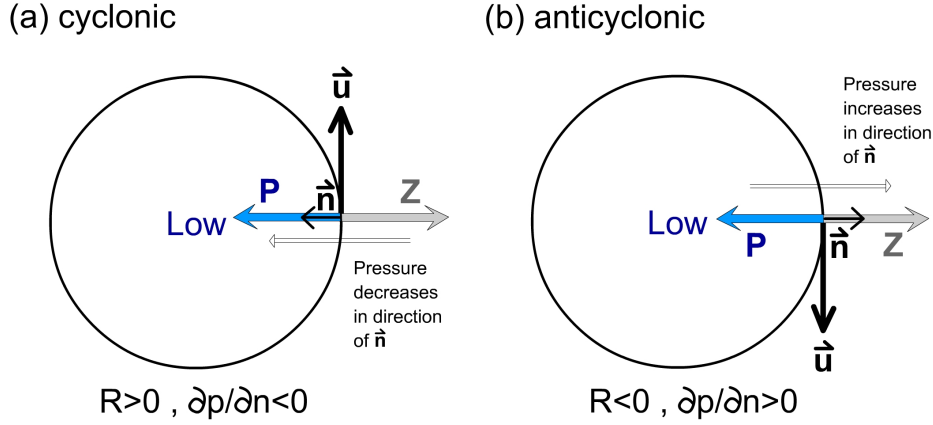 (a) cyclonic
u⃗
P
n⃗
Z
Low
Pressure
decreases
in direction
of n⃗
R>0 , ∂p/∂n<0
(b) anticyclonic
Pressure
increases
in direction
of n⃗
Low
P
n⃗
Z
u⃗
R<0 , ∂p/∂n>0